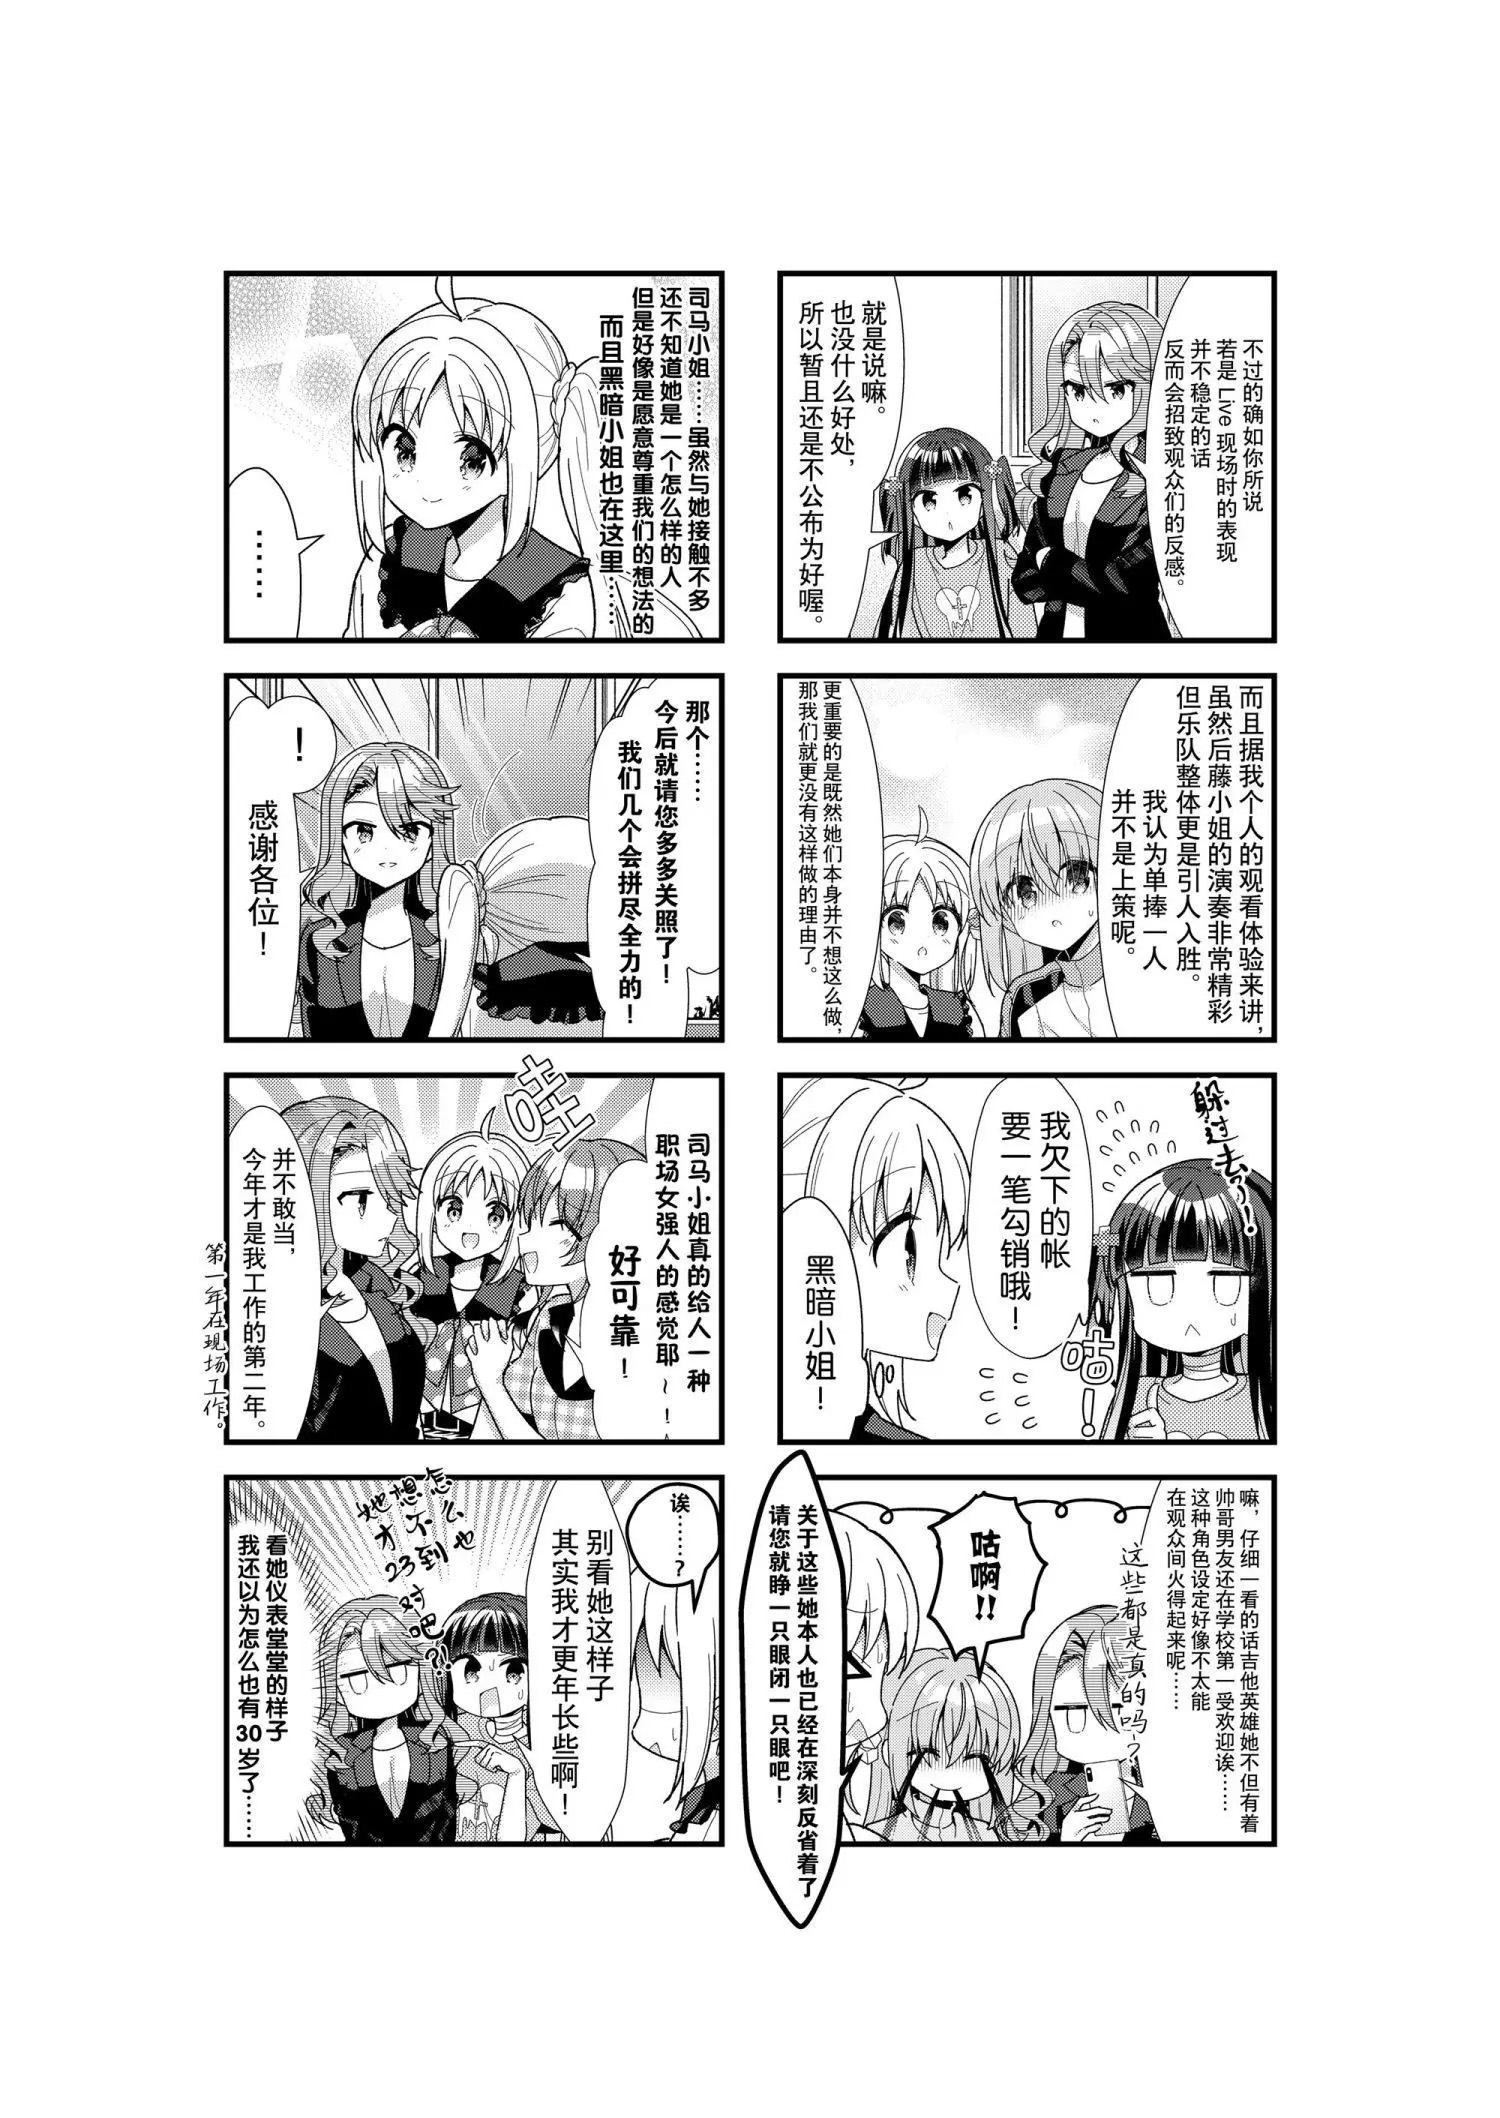 不过的确如你所说
若是 Live 现场时的表现
并不稳定的话
反而会招致观众们的反感。
就是说嘛。
也没什么好处，
所以暂且还是不公布为好喔。
而且据我个人的观看体验来讲，
虽然后藤小姐的演奏非常精彩
但乐队整体更是引人入胜。
我认为单捧一人
并不是上策呢。
更重要的是既然她们本身并不想这么做，
那我们就更没有这样做的理由了。
躲过去了！
我欠下的帐
要一笔勾销哦！
咕！
黑暗小姐！
嘛，仔细一看的话吉他英雄她不但有着
帅哥男友还在学校第一受欢迎诶……
这种角色设定好像不太能
在观众间火得起来呢……
这些都是真的吗？
咕啊!!
关于这些她本人也已经在深刻反省着了
请您就睁一只眼闭一只眼吧！
司马小姐……虽然与她接触不多
还不知道她是一个怎么样的人
但是好像是愿意尊重我们的想法的
而且黑暗小姐也在这里……
……
那个……
今后就请您多多关照了！
我们几个会拼尽全力的！
！
感谢各位！
哇
司马小姐真的给人一种
职场女强人的感觉耶～！
好可靠！
并不敢当，
今年才是我工作的第二年。
第一年在现场工作。
诶……？
别看她这样子
其实我才更年长些啊！
怎么也
想不到
她才23
对吧?!
看她仪表堂堂的样子
我还以为怎么也有30岁了……